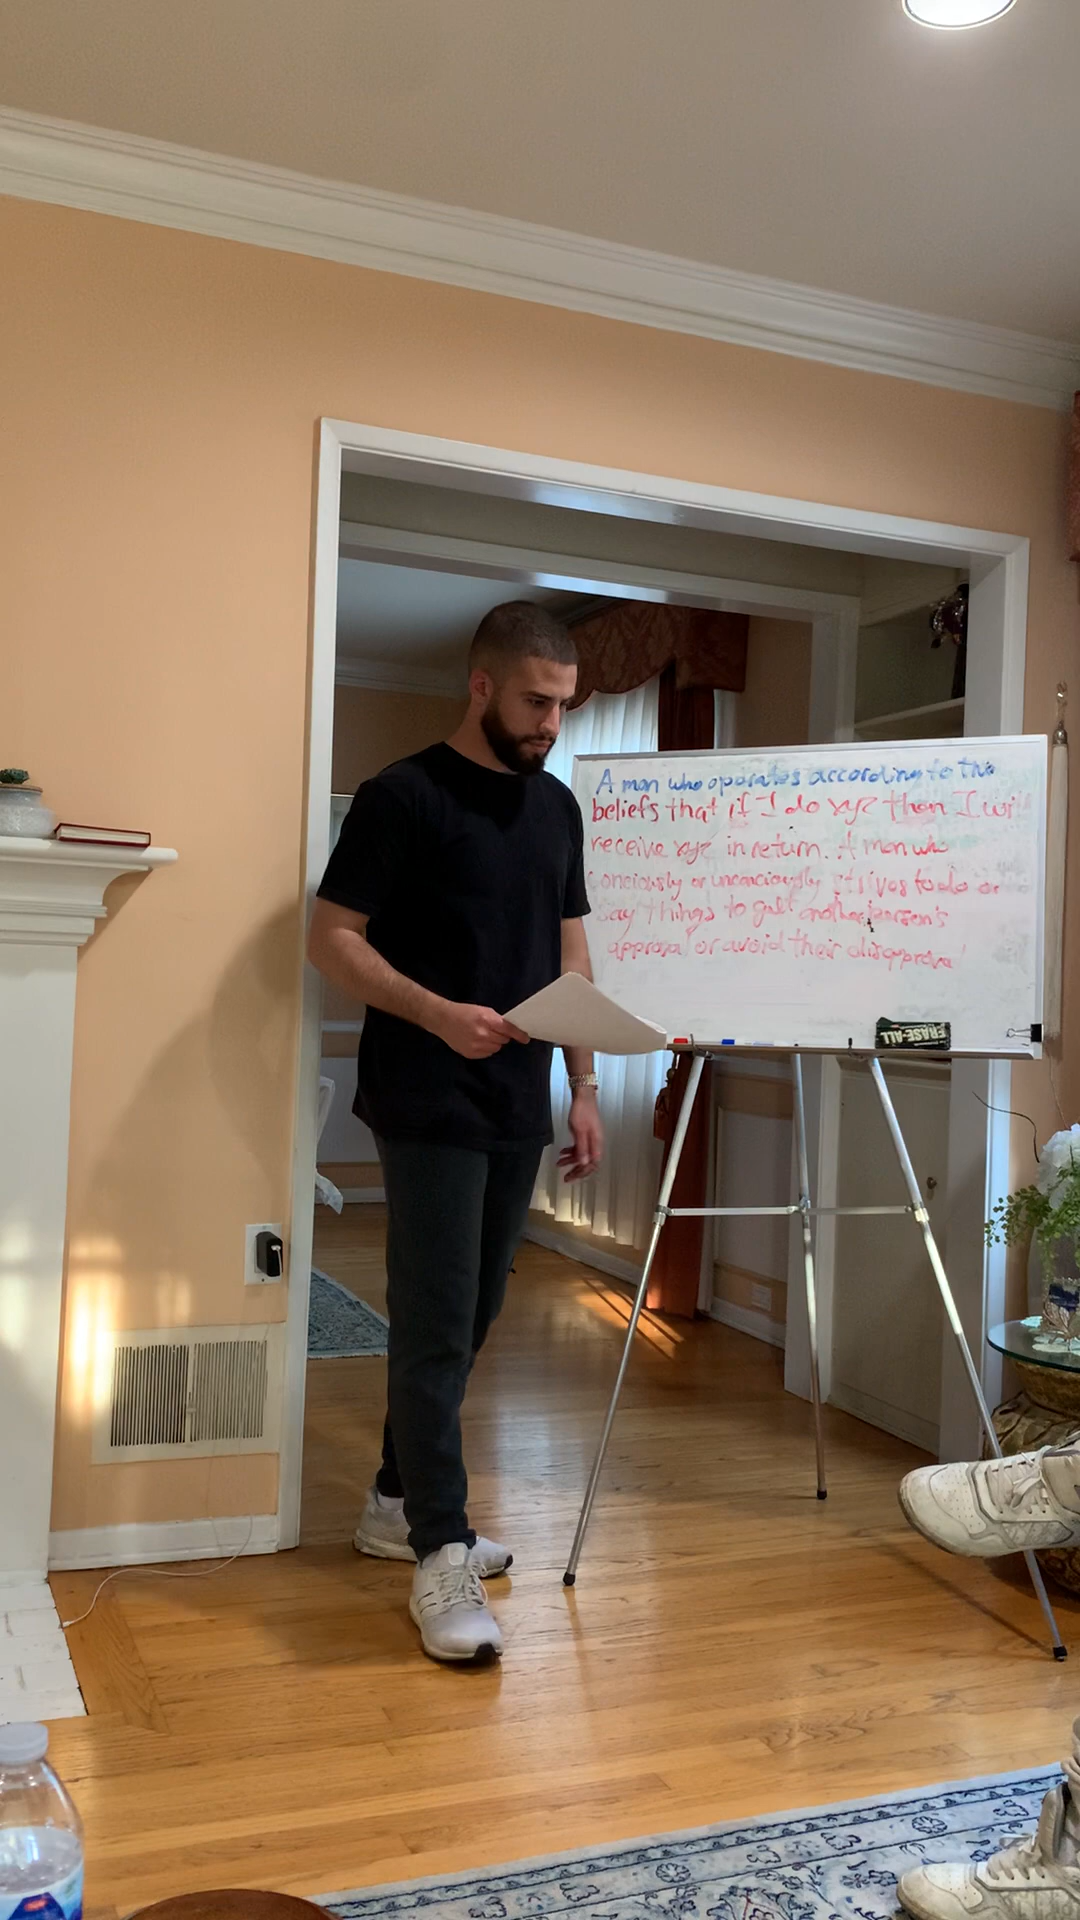 A man who operates according to the
beliefs that if I do xyz then I wi
receive xyz in return. A man who
conciously or unconciously strives to do or
say things to get another person's
approval or avoid their disapproval
ERASE-ALL